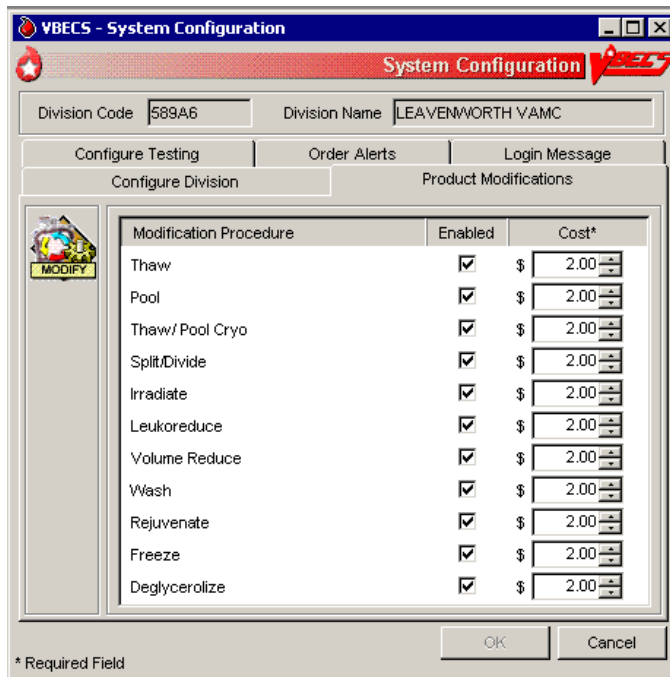 VBECS - System Configuration
System Configuration VBECS
Division Code 589A6 Division Name LEAVENWORTH VAMC
Configure Testing Order Alerts Login Message
Configure Division Product Modifications
MODIFY
Modification Procedure Enabled Cost*
Thaw $ 2.00
Pool $ 2.00
Thaw/ Pool Cryo $ 2.00
Split/Divide $ 2.00
Irradiate $ 2.00
Leukoreduce $ 2.00
Volume Reduce $ 2.00
Wash $ 2.00
Rejuvenate $ 2.00
Freeze $ 2.00
Deglycerolize $ 2.00
OK Cancel
* Required Field